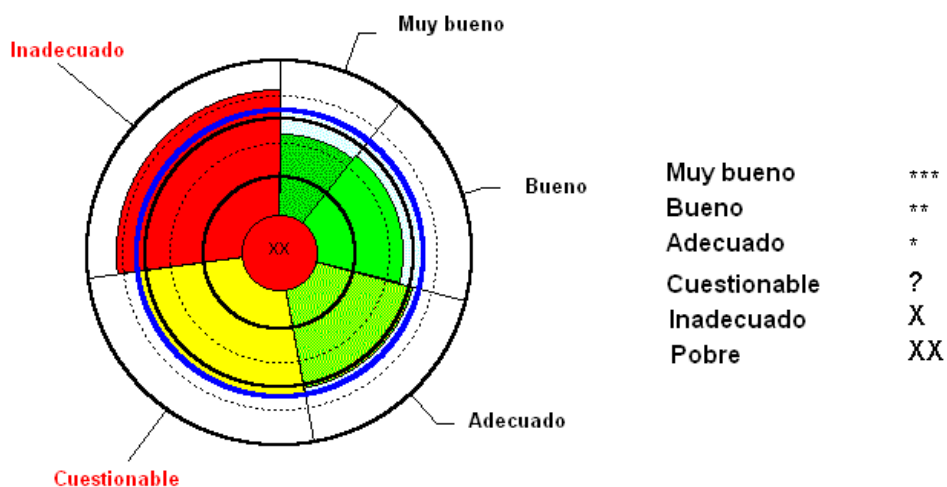 Muy bueno
Inadecuado
Bueno
XX
Adecuado
Cuestionable
Muy bueno ***
Bueno **
Adecuado *
Cuestionable ?
Inadecuado X
Pobre XX